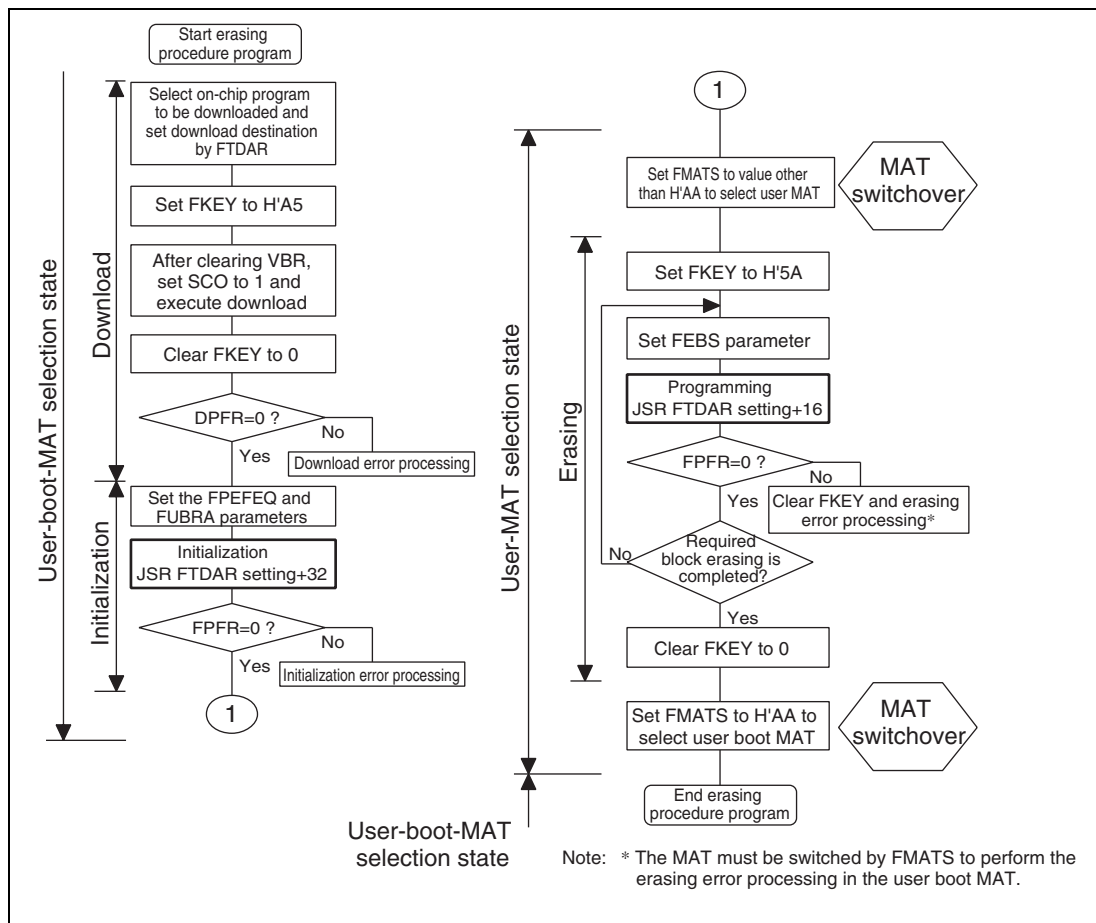 Start erasing
procedure program
User-boot-MAT selection state
Download
Select on-chip program
to be downloaded and
set download destination
by FTDAR
Set FKEY to H'A5
After clearing VBR,
set SCO to 1 and
execute download
Clear FKEY to 0
DPFR=0 ?
No
Yes
Download error processing
Initialization
Set the FPEFEQ and
FUBRA parameters
Initialization
JSR FTDAR setting+32
FPFR=0 ?
No
Yes
Initialization error processing
1
1
User-MAT selection state
Set FMATS to value other
than H'AA to select user MAT
MAT
switchover
Erasing
Set FKEY to H'5A
Set FEBS parameter
Programming
JSR FTDAR setting+16
FPFR=0 ?
No
Yes
Clear FKEY and erasing
error processing*
Required
block erasing is
completed?
No
Yes
Clear FKEY to 0
Set FMATS to H'AA to
select user boot MAT
MAT
switchover
End erasing
procedure program
User-boot-MAT
selection state
Note: * The MAT must be switched by FMATS to perform the
erasing error processing in the user boot MAT.